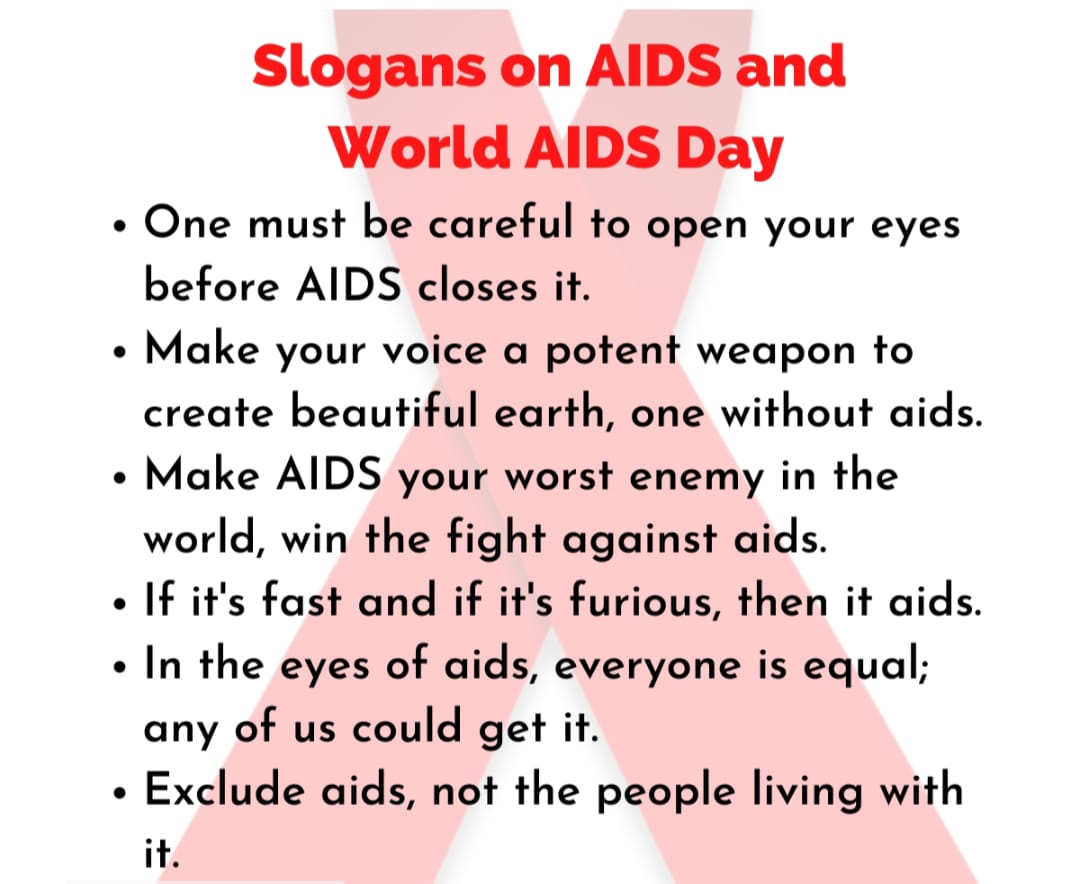 Slogans on AIDS and
World AIDS Day
• One must be careful to open your eyes
before AIDS closes it.
• Make your voice a potent weapon to
create beautiful earth, one without aids.
• Make AIDS your worst enemy in the
world, win the fight against aids.
• If it's fast and if it's furious, then it aids.
• In the eyes of aids, everyone is equal;
any of us could get it.
• Exclude aids, not the people living with
it.